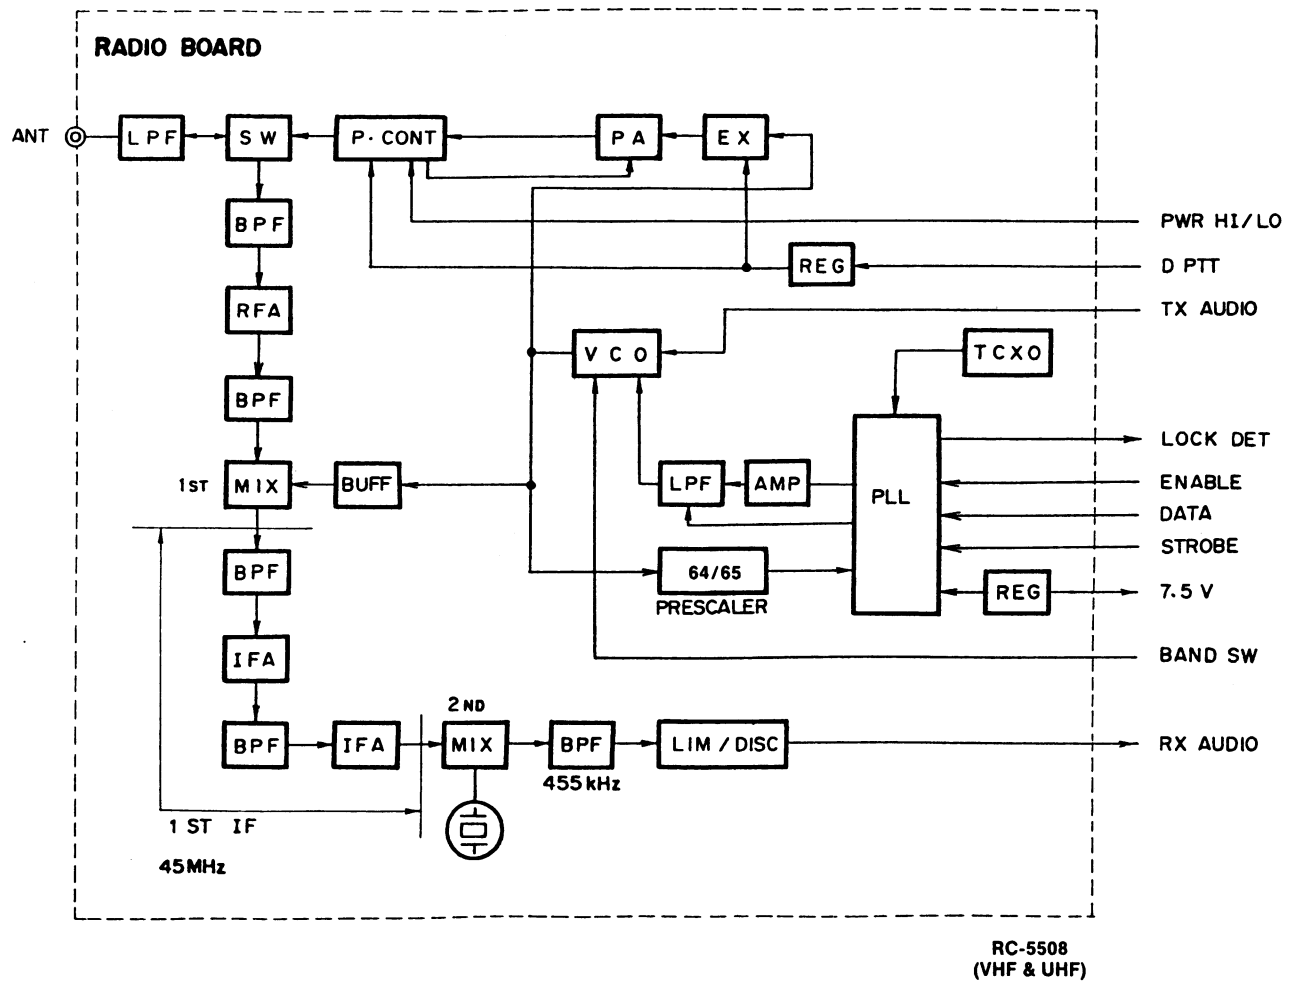 RADIO BOARD
ANT
LPF
SW
P. CONT
PA
EX
BPF
PWR HI/LO
REG
D PTT
RFA
TX AUDIO
VCO
TCXO
BPF
LOCK DET
1ST
MIX
BUFF
LPF
AMP
PLL
ENABLE
DATA
STROBE
BPF
64/65
PRESCALER
REG
7.5 V
IFA
BAND SW
2ND
BPF
IFA
MIX
BPF
LIM / DISC
RX AUDIO
455kHz
1 ST IF
45MHz
RC-5508
(VHF & UHF)